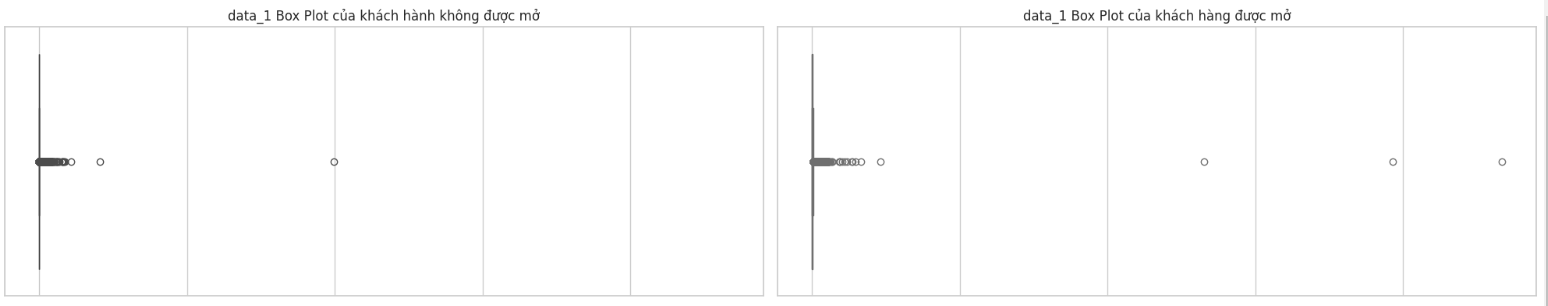 data_1 Box Plot của khách hành không được mở
data_1 Box Plot của khách hàng được mở